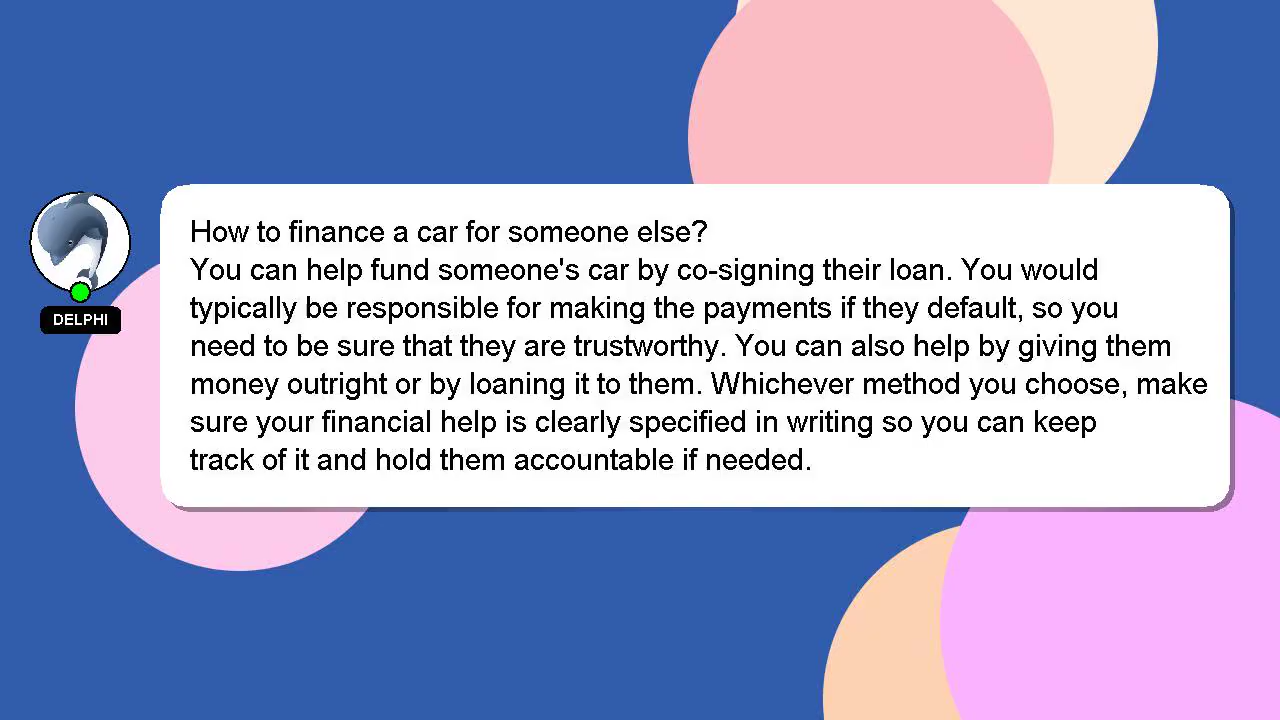 How to finance a car for someone else?
You can help fund someone's car by co-signing their loan. You would
typically be responsible for making the payments if they default, so you
need to be sure that they are trustworthy. You can also help by giving them
money outright or by loaning it to them. Whichever method you choose, make
sure your financial help is clearly specified in writing so you can keep
track of it and hold them accountable if needed.
DELPHI